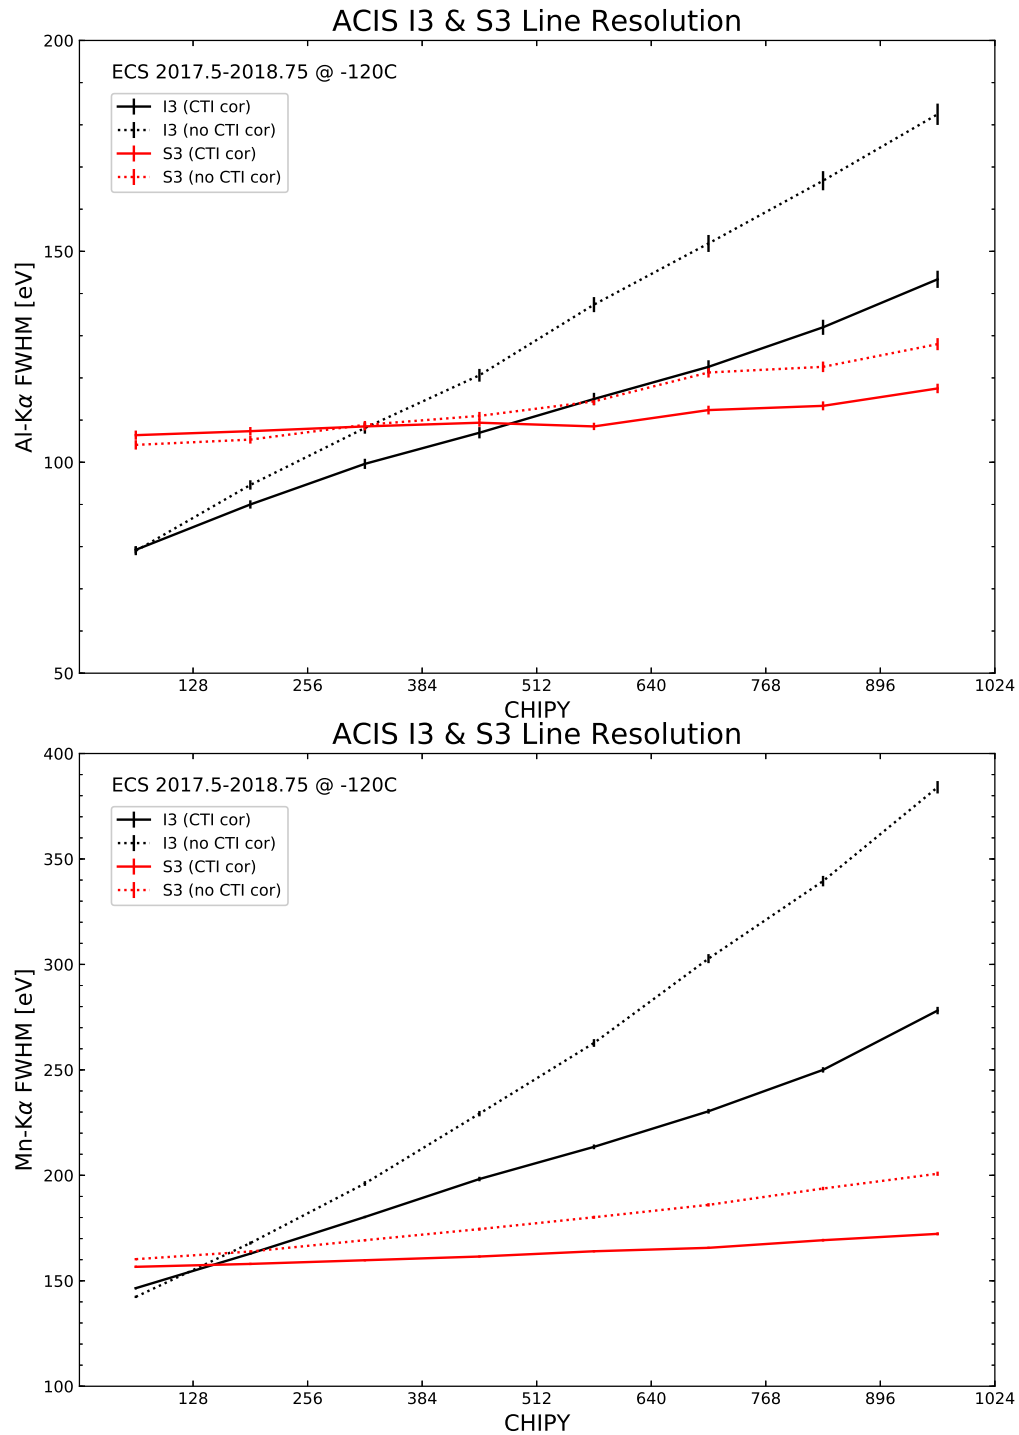 ACIS I3 & S3 Line Resolution
ECS 2017.5-2018.75 @ -120C
I3 (CTI cor)
I3 (no CTI cor)
S3 (CTI cor)
S3 (no CTI cor)
200
150
100
50
Al-Kα FWHM [eV]
128 256 384 512 640 768 896 1024
CHIPY
ACIS I3 & S3 Line Resolution
ECS 2017.5-2018.75 @ -120C
I3 (CTI cor)
I3 (no CTI cor)
S3 (CTI cor)
S3 (no CTI cor)
400
350
300
250
200
150
100
Mn-Kα FWHM [eV]
128 256 384 512 640 768 896 1024
CHIPY